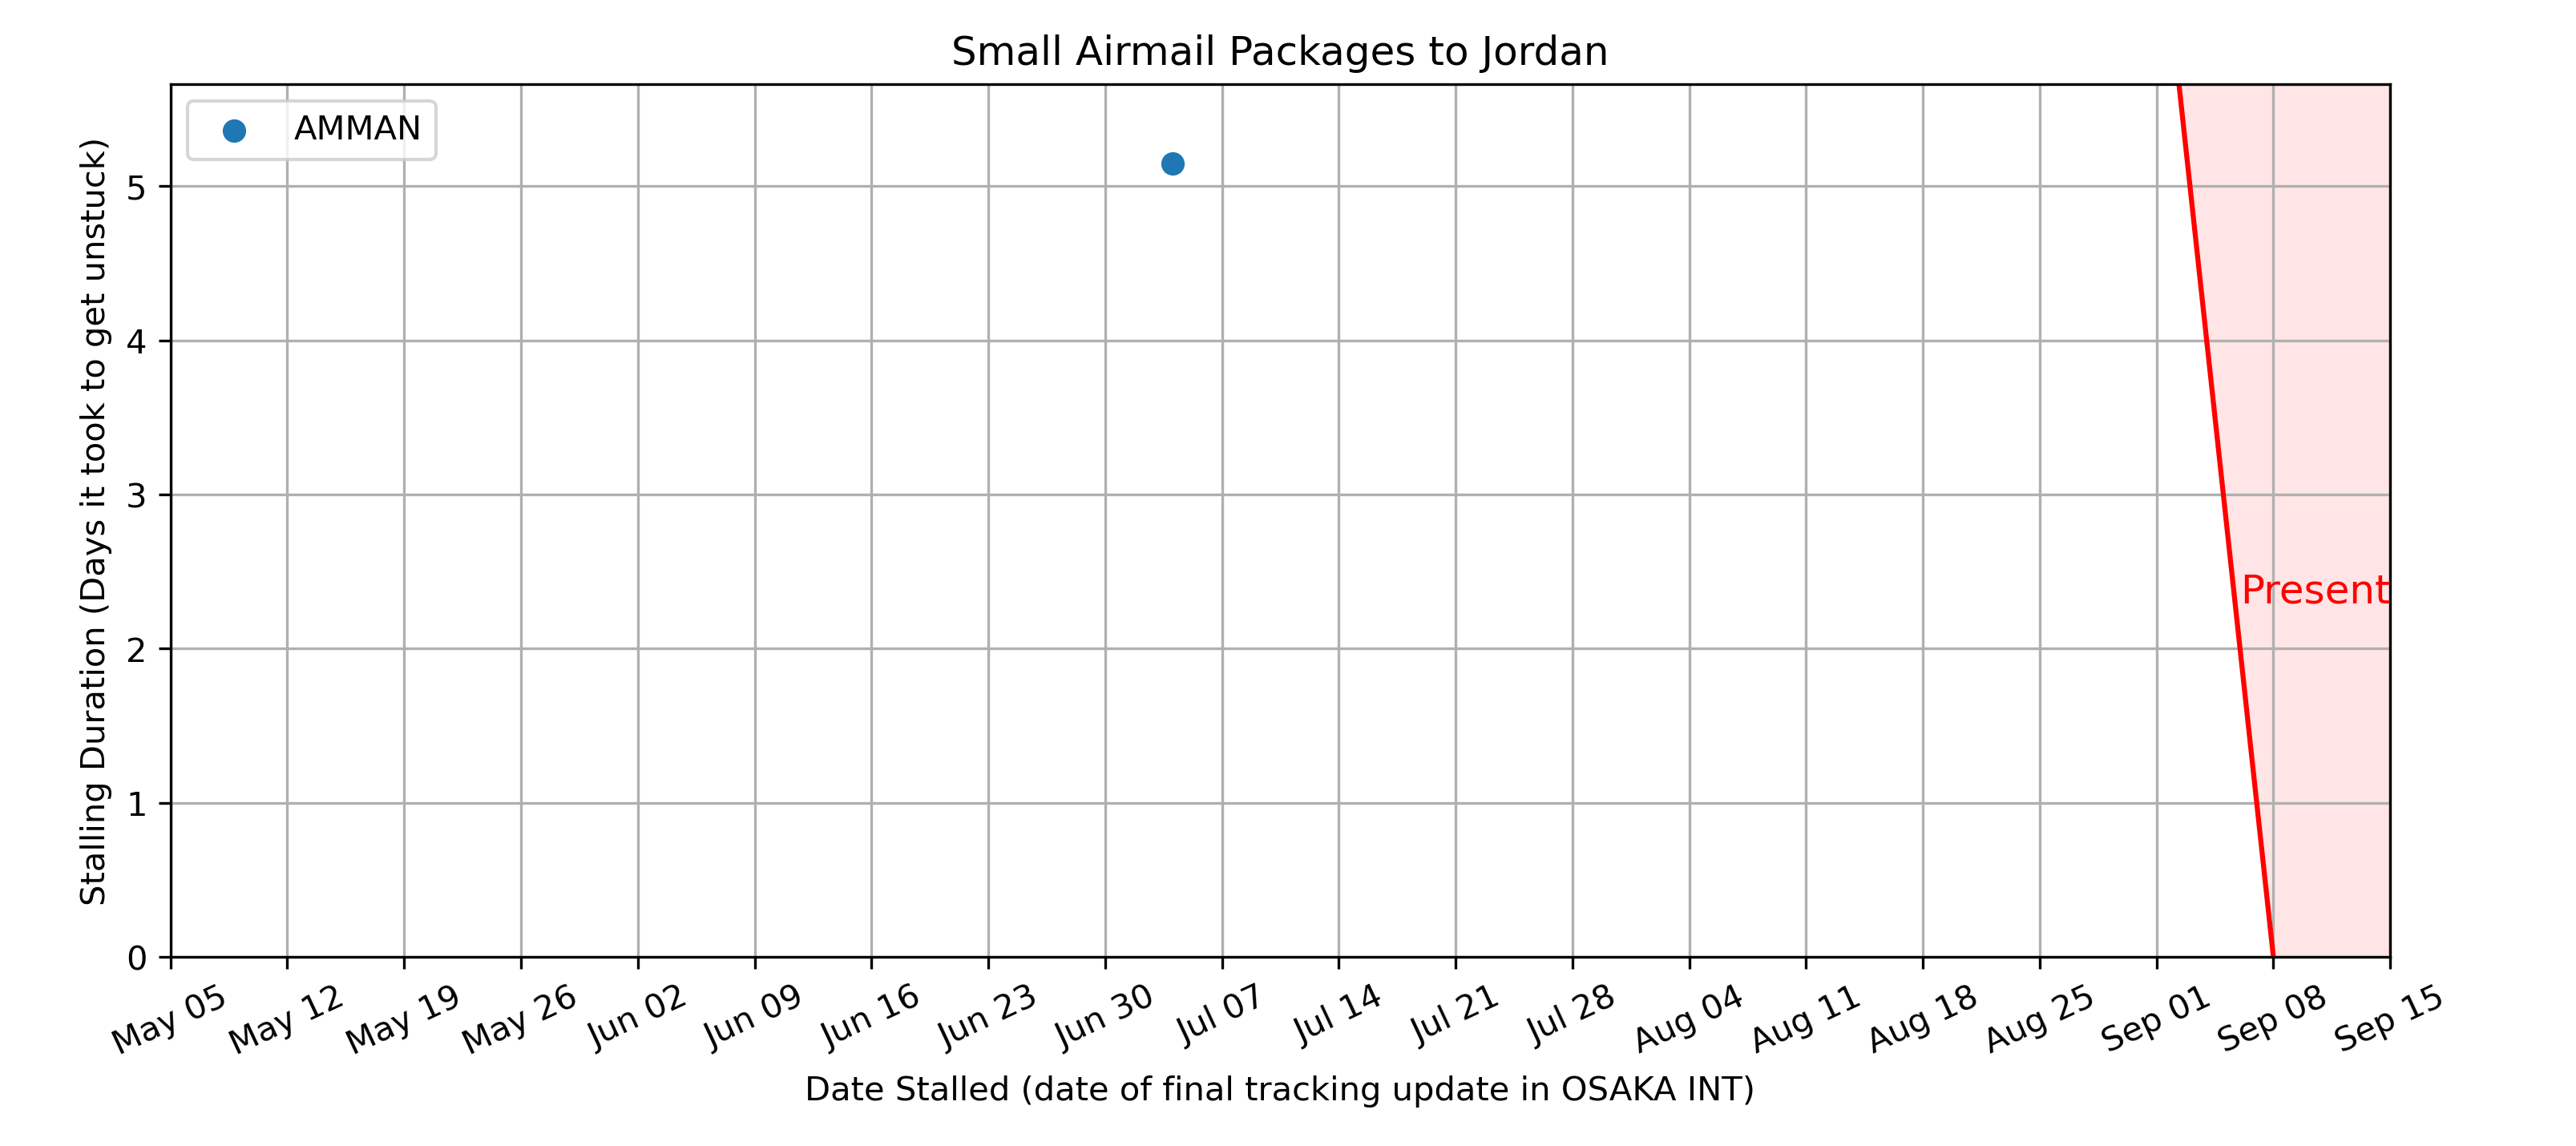 Small Airmail Packages to Jordan
AMMAN
Stalling Duration (Days it took to get unstuck)
5
4
3
2
1
0
Present
May 05 May 12 May 19 May 26 Jun 02 Jun 09 Jun 16 Jun 23 Jun 30 Jul 07 Jul 14 Jul 21 Jul 28 Aug 04 Aug 11 Aug 18 Aug 25 Sep 01 Sep 08 Sep 15
Date Stalled (date of final tracking update in OSAKA INT)